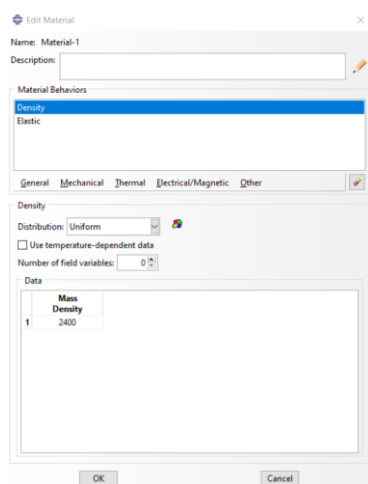 Edit Material
Name: Material-1
Description:
Material Behaviors
Density
Elastic
General Mechanical Thermal Electrical/Magnetic Other
Density
Distribution: Uniform
Use temperature-dependent data
Number of field variables: 0
Data
Mass
Density
1 2400
OK Cancel